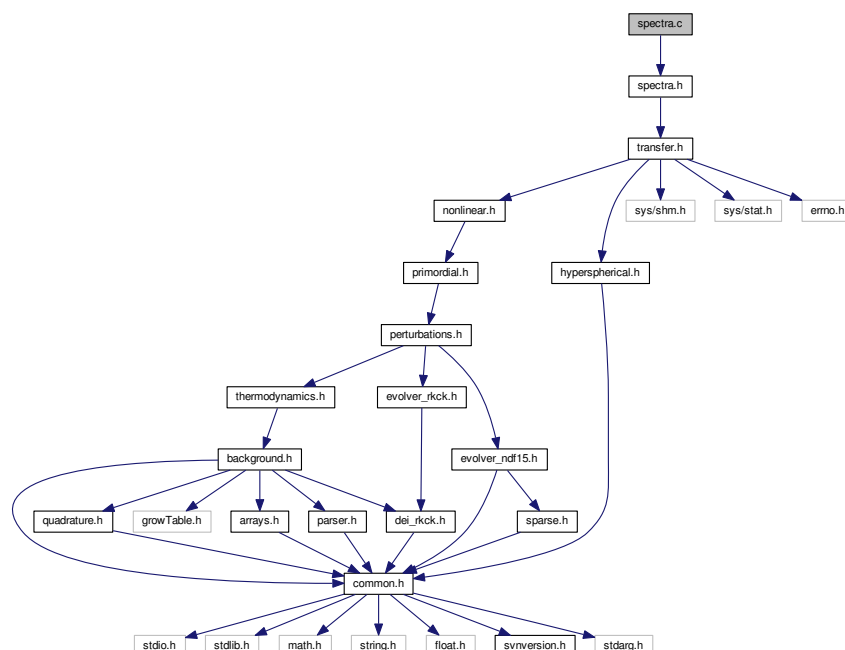 spectra.c
spectra.h
transfer.h
nonlinear.h
sys/shm.h
sys/stat.h
errno.h
primordial.h
hyperspherical.h
perturbations.h
thermodynamics.h
evolver_rkck.h
background.h
evolver_ndf15.h
quadrature.h
growTable.h
arrays.h
parser.h
dei_rkck.h
sparse.h
common.h
stdio.h
stdlib.h
math.h
string.h
float.h
svnversion.h
stdarg.h